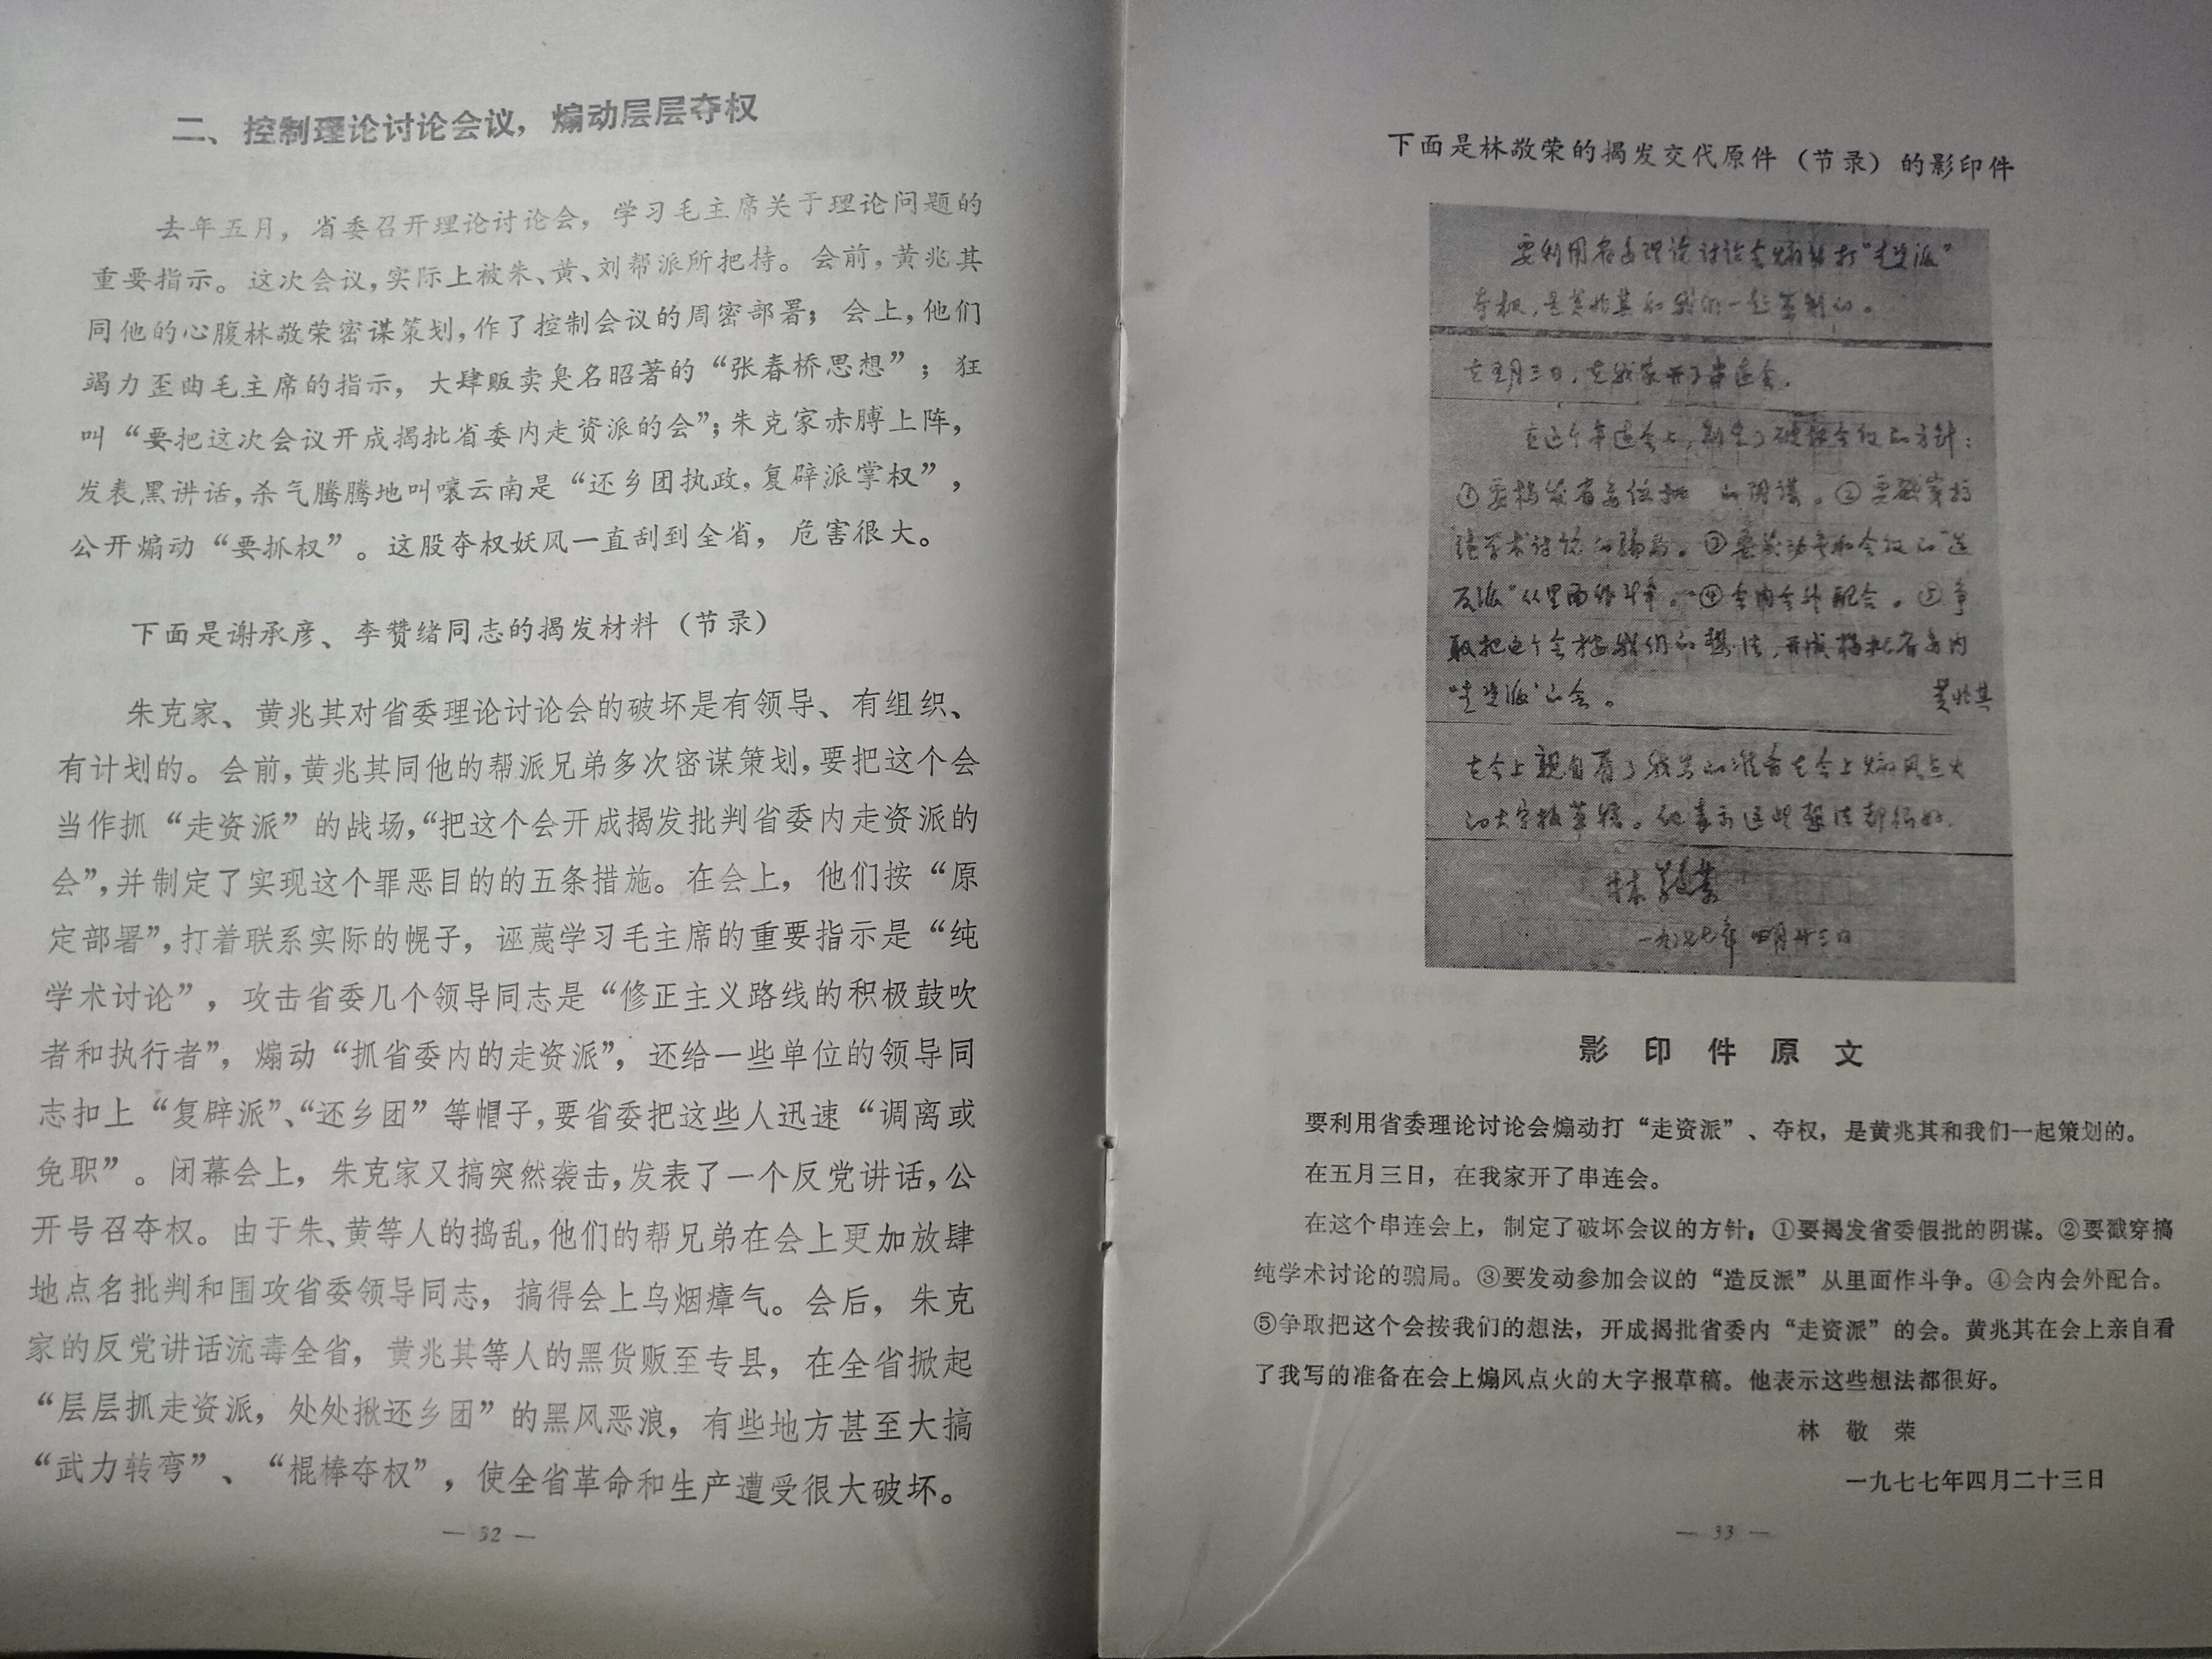 二、控制理论讨论会议，煽动层层夺权
去年五月，省委召开理论讨论会，学习毛主席关于理论问题的
重要指示。这次会议，实际上被朱、黄、刘帮派所把持。会前，黄兆其
同他的心腹林敬荣密谋策划，作了控制会议的周密部署；会上，他们
竭力歪曲毛主席的指示，大肆贩卖臭名昭著的“张春桥思想”；狂
叫“要把这次会议开成揭批省委内走资派的会”；朱克家赤膊上阵，
发表黑讲话，杀气腾腾地叫嚷云南是“还乡团执政，复辟派掌权”，
公开煽动“要抓权”。这股夺权妖风一直刮到全省，危害很大。
下面是谢承彦、李赞绪同志的揭发材料（节录）
朱克家、黄兆其对省委理论讨论会的破坏是有领导、有组织、
有计划的。会前，黄兆其同他的帮派兄弟多次密谋策划，要把这个会
当作抓“走资派”的战场，“把这个会开成揭发批判省委内走资派的
会”，并制定了实现这个罪恶目的的五条措施。在会上，他们按“原
定部署”，打着联系实际的幌子，诬蔑学习毛主席的重要指示是“纯
学术讨论”，攻击省委几个领导同志是“修正主义路线的积极鼓吹
者和执行者”，煽动“抓省委内的走资派”，还给一些单位的领导同
志扣上“复辟派”、“还乡团”等帽子，要省委把这些人迅速“调离或
免职”。闭幕会上，朱克家又搞突然袭击，发表了一个反党讲话，公
开号召夺权。由于朱、黄等人的捣乱，他们的帮兄弟在会上更加放肆
地点名批判和围攻省委领导同志，搞得会上乌烟瘴气。会后，朱克
家的反党讲话流毒全省，黄兆其等人的黑货贩至专县，在全省掀起
“层层抓走资派，处处揪还乡团”的黑风恶浪，有些地方甚至大搞
“武力转弯”、“棍棒夺权”，使全省革命和生产遭受很大破坏。
— 32 —
下面是林敬荣的揭发交代原件（节录）的影印件
要利用省委理论讨论会煽动打“走资派”
夺权，是黄兆其和我们一起策划的。
在五月三日，在我家开了串连会。
在这个串连会上，制定了破坏会议的方针：
①要揭发省委假批的阴谋。②要戳穿搞
纯学术讨论的骗局。③要发动参加会议的“造
反派”从里面作斗争。④会内会外配合。⑤争
取把这个会按我们的想法，开成揭批省委内
“走资派”的会。 黄兆其
在会上亲自看了我写的准备在会上煽风点火
的大字报草稿。他表示这些想法都很好。
林敬荣
一九七七年四月廿三日
影印件原文
要利用省委理论讨论会煽动打“走资派”、夺权，是黄兆其和我们一起策划的。
在五月三日，在我家开了串连会。
在这个串连会上，制定了破坏会议的方针：①要揭发省委假批的阴谋。②要戳穿搞
纯学术讨论的骗局。③要发动参加会议的“造反派”从里面作斗争。④会内会外配合。
⑤争取把这个会按我们的想法，开成揭批省委内“走资派”的会。黄兆其在会上亲自看
了我写的准备在会上煽风点火的大字报草稿。他表示这些想法都很好。
林敬荣
一九七七年四月二十三日
— 33 —